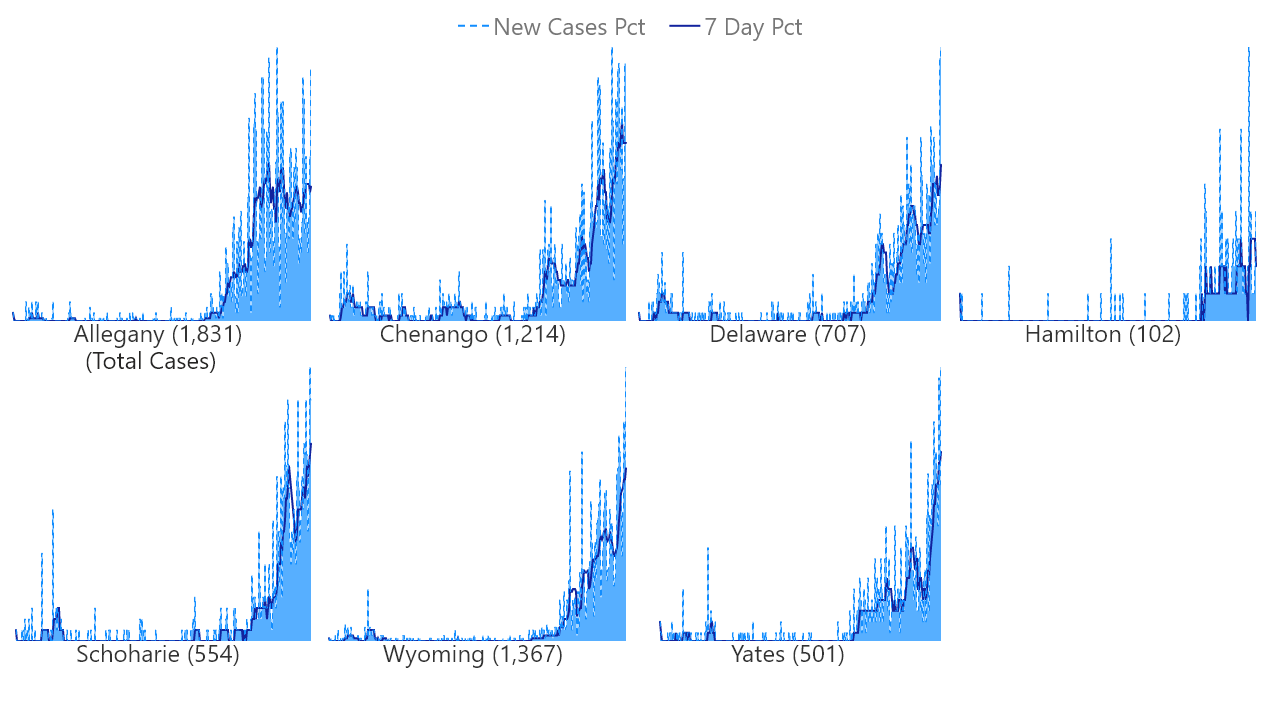 New Cases Pct 7 Day Pct
Allegany (1,831) Chenango (1,214) Delaware (707) Hamilton (102)
(Total Cases)
Schoharie (554) Wyoming (1,367) Yates (501)